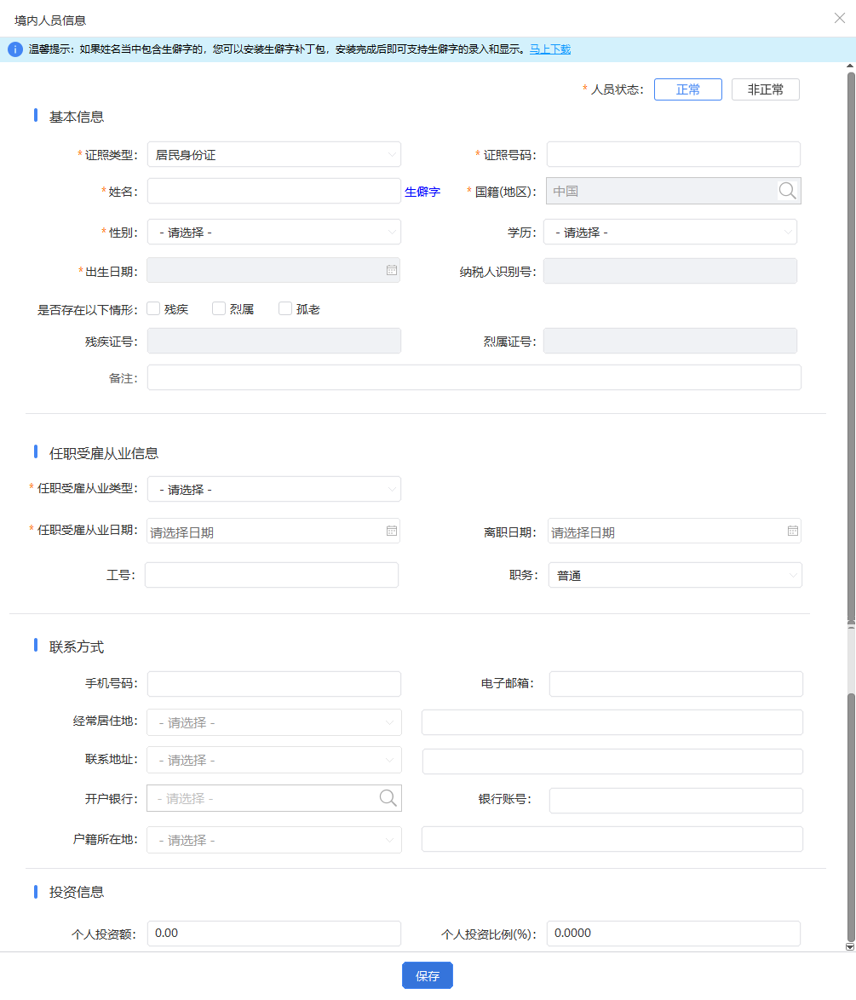 境内人员信息
温馨提示：如果姓名当中包含生僻字的，您可以安装生僻字补丁包，安装完成后即可支持生僻字的录入和显示。马上下载
* 人员状态： 正常 非正常
基本信息
* 证照类型： 居民身份证 * 证照号码：
* 姓名： 生僻字 * 国籍(地区)： 中国
* 性别： - 请选择 - 学历： - 请选择 -
* 出生日期： 纳税人识别号：
是否存在以下情形： 残疾 烈属 孤老
残疾证号： 烈属证号：
备注：
任职受雇从业信息
* 任职受雇从业类型： - 请选择 -
* 任职受雇从业日期： 请选择日期 离职日期： 请选择日期
工号： 职务： 普通
联系方式
手机号码： 电子邮箱：
经常居住地： - 请选择 -
联系地址： - 请选择 -
开户银行： - 请选择 - 银行账号：
户籍所在地： - 请选择 -
投资信息
个人投资额： 0.00 个人投资比例(%)： 0.0000
保存